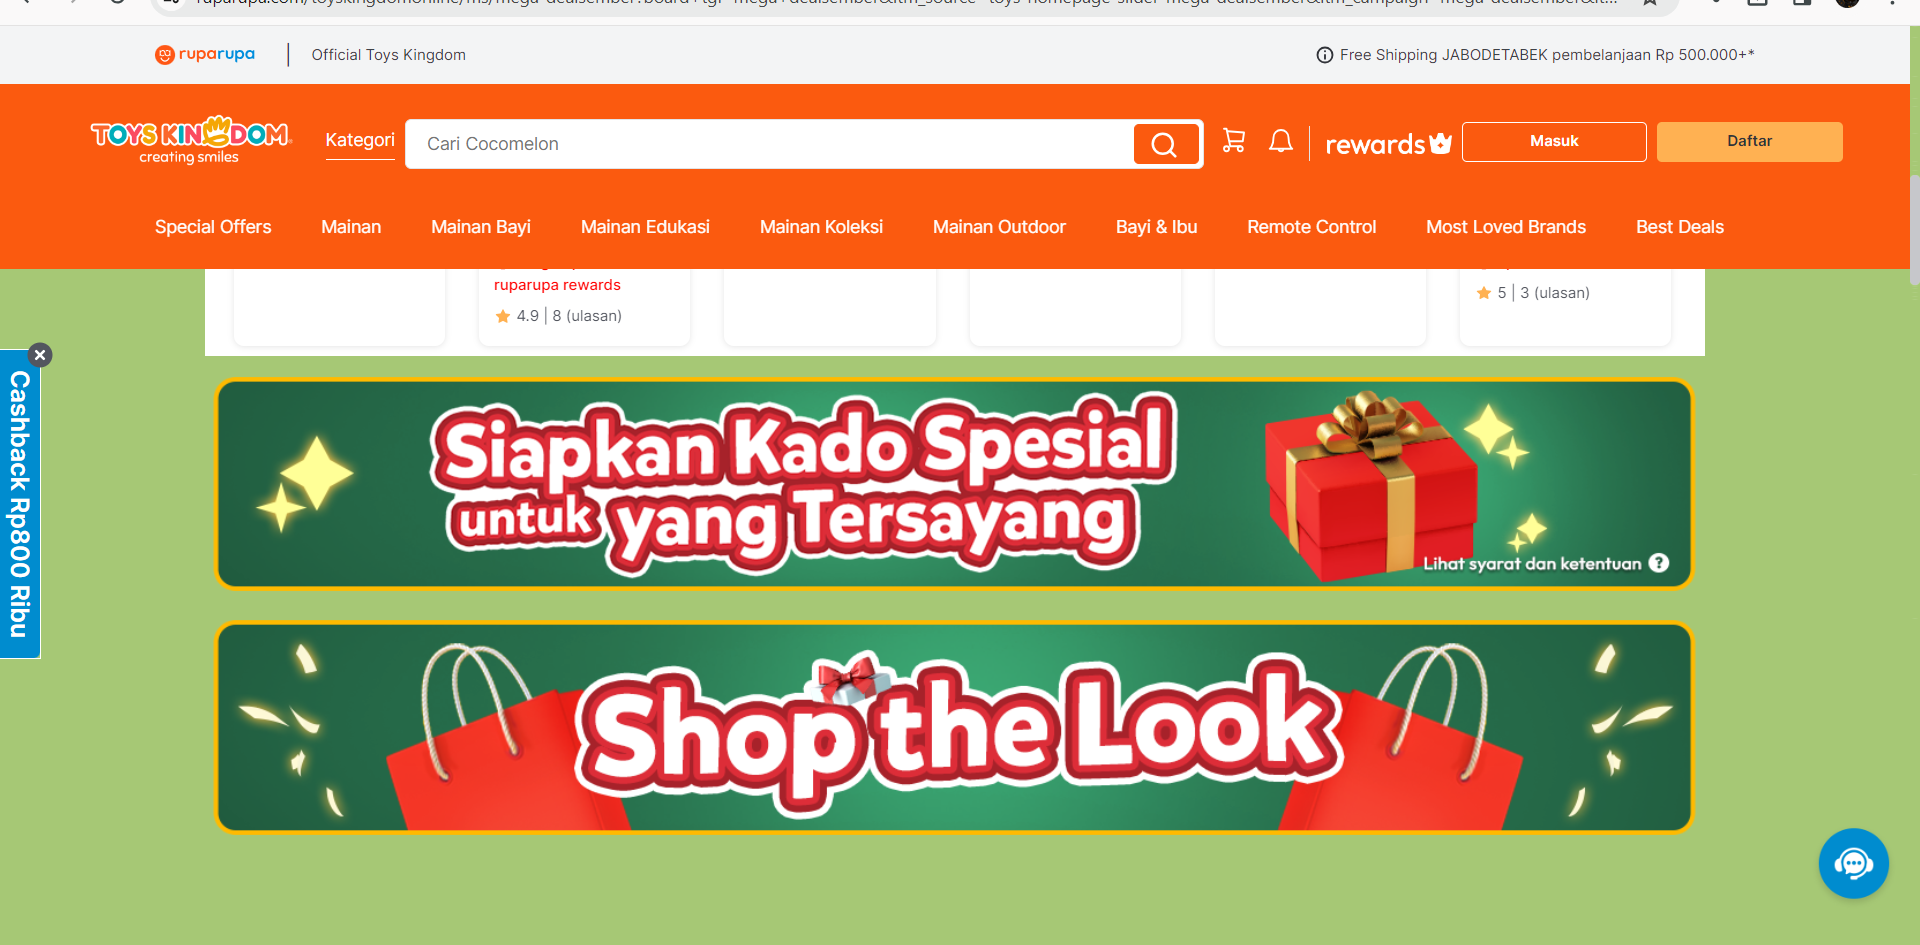 ruparupa
Official Toys Kingdom
Free Shipping JABODETABEK pembelanjaan Rp 500.000+*
TOYS KINGDOM
creating smiles
Kategori
Cari Cocomelon
rewards
Masuk
Daftar
Special Offers
Mainan
Mainan Bayi
Mainan Edukasi
Mainan Koleksi
Mainan Outdoor
Bayi & Ibu
Remote Control
Most Loved Brands
Best Deals
ruparupa rewards
4.9 | 8 (ulasan)
5 | 3 (ulasan)
Cashback Rp800 Ribu
Siapkan Kado Spesial
untuk yang Tersayang
Lihat syarat dan ketentuan ?
Shop the Look